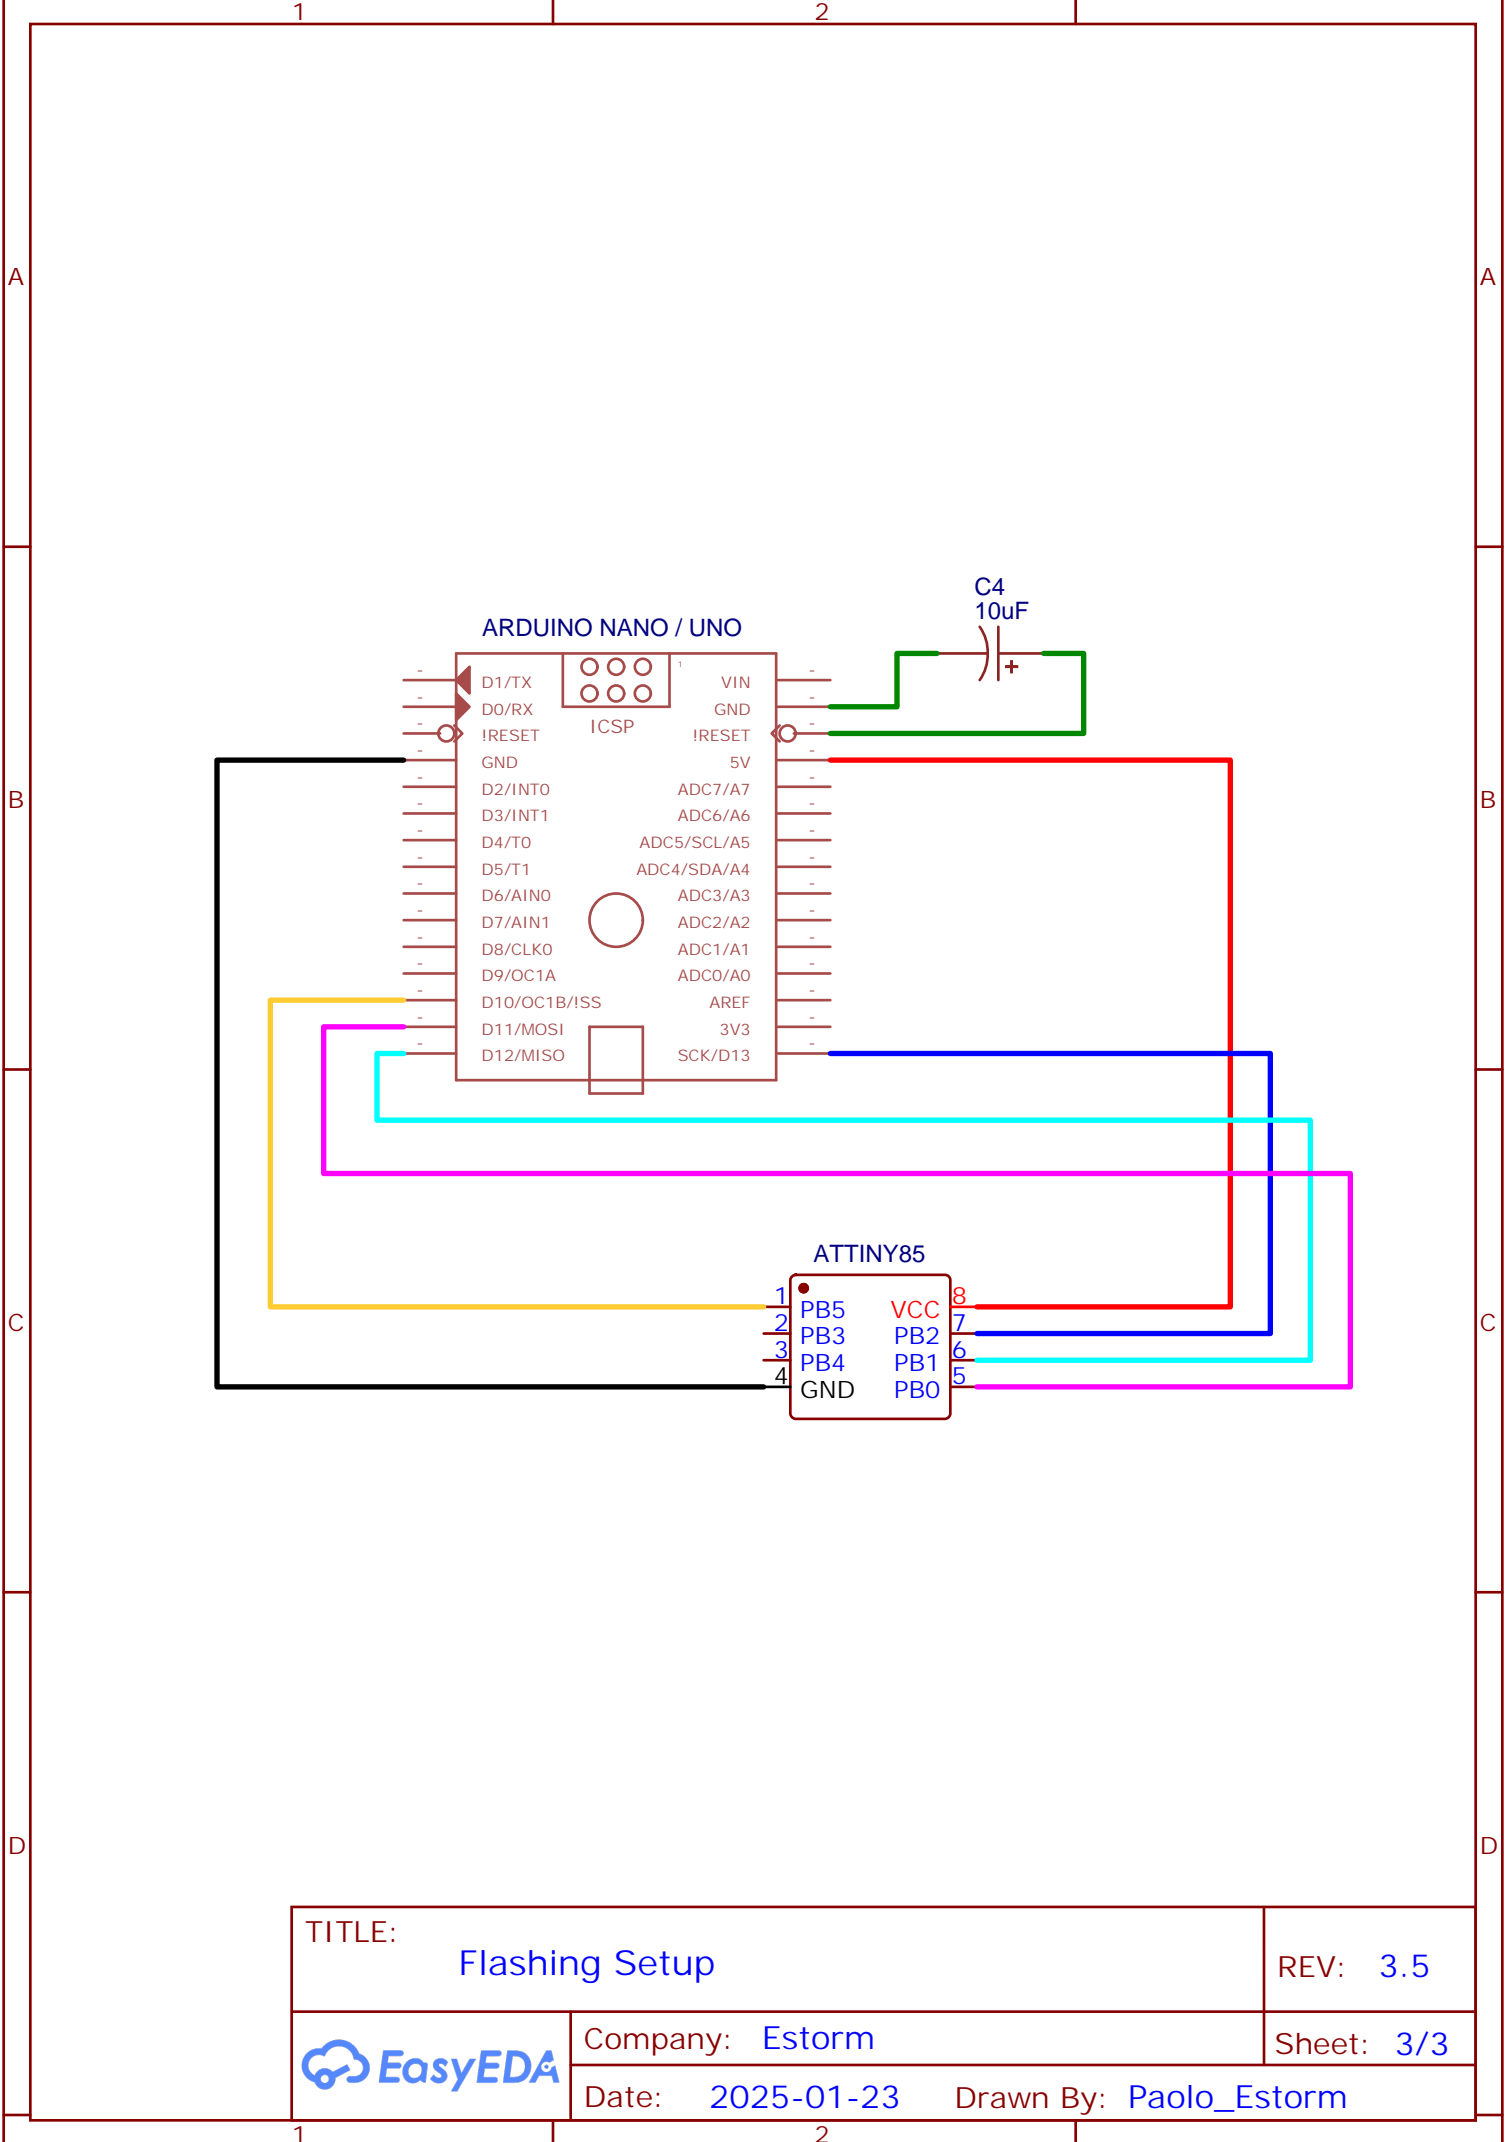 1 2
A A
C4
10uF
ARDUINO NANO / UNO
1
D1/TX VIN
D0/RX GND
ICSP
!RESET !RESET
GND 5V
D2/INT0 ADC7/A7
B B
D3/INT1 ADC6/A6
D4/T0 ADC5/SCL/A5
D5/T1 ADC4/SDA/A4
D6/AIN0 ADC3/A3
D7/AIN1 ADC2/A2
D8/CLK0 ADC1/A1
D9/OC1A ADC0/A0
D10/OC1B/!SS AREF
D11/MOSI 3V3
D12/MISO SCK/D13
ATTINY85
1 PB5 VCC 8
C C
2 PB3 PB2 7
3 PB4 PB1 6
4 GND PB0 5
D D
TITLE:
Flashing Setup
REV: 3.5
EasyEDA
Company: Estorm
Sheet: 3/3
Date: 2025-01-23 Drawn By: Paolo_Estorm
1 2